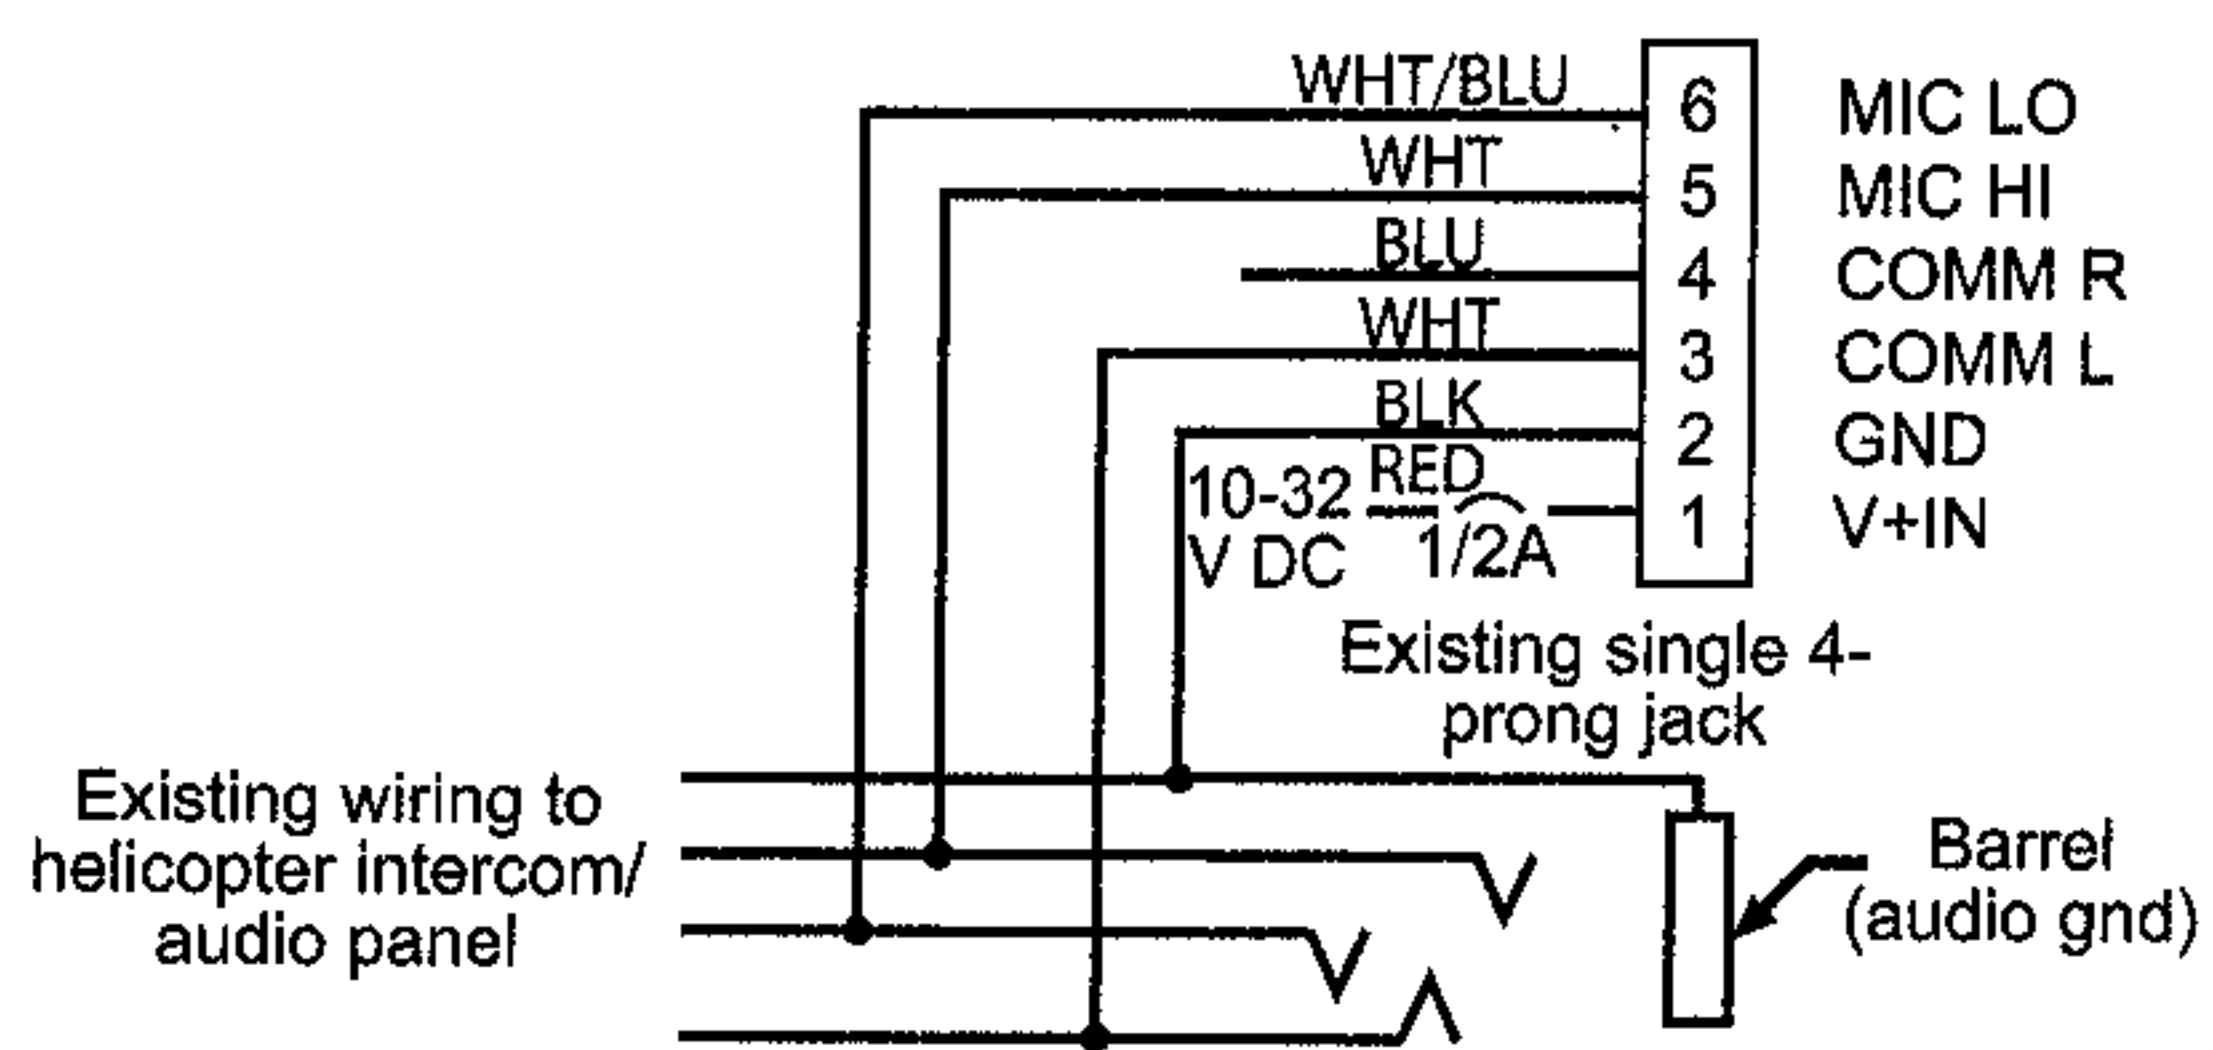 WHT/BLU 6 MIC LO
WHT 5 MIC HI
BLU 4 COMM R
WHT 3 COMM L
BLK 2 GND
10-32 RED 1 V+IN
V DC 1/2A
Existing single 4-
prong jack
Existing wiring to
helicopter intercom/
audio panel
Barrel
(audio gnd)